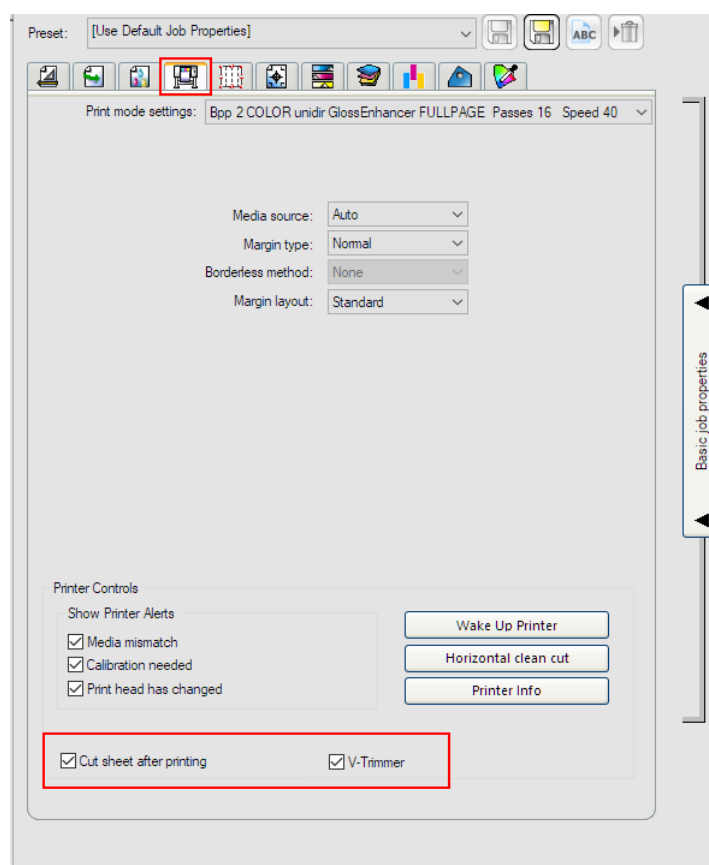 Preset: [Use Default Job Properties]
ABC
Print mode settings: Bpp 2 COLOR unidir GlossEnhancer FULLPAGE Passes 16 Speed 40
Media source: Auto
Margin type: Normal
Borderless method: None
Margin layout: Standard
Basic job properties
Printer Controls
Show Printer Alerts
Media mismatch
Calibration needed
Print head has changed
Wake Up Printer
Horizontal clean cut
Printer Info
Cut sheet after printing
V-Trimmer